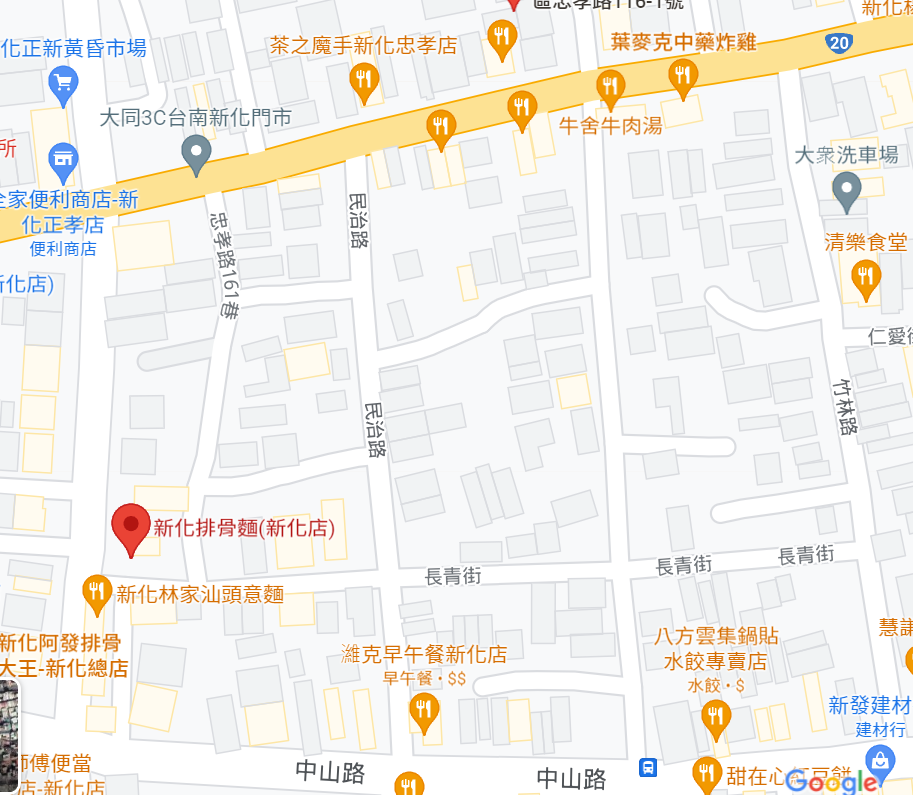 區忠孝路116-1號
新化
化正新黃昏市場
茶之魔手新化忠孝店
葉麥克中藥炸雞
20
大同3C台南新化門市
牛舍牛肉湯
所
大衆洗車場
全家便利商店-新
化正孝店
便利商店
民治路
忠孝路161巷
清樂食堂
新化店)
仁愛街
竹林路
民治路
新化排骨麵(新化店)
長青街
長青街
長青街
新化林家汕頭意麵
新化阿發排骨
大王-新化總店
濰克早午餐新化店
早午餐・$$
八方雲集鍋貼
水餃專賣店
水餃・$
慧謙
新發建材
建材行
師傅便當
店-新化店
中山路
中山路
甜在心紅豆餅
Google